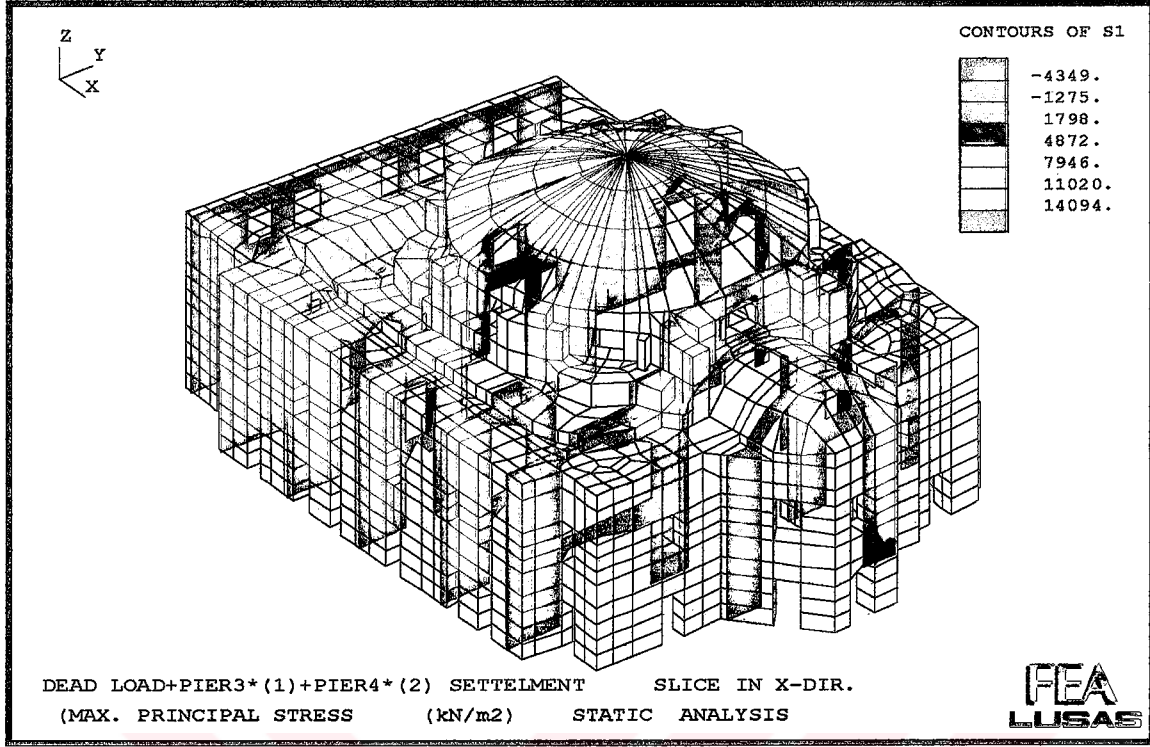 Z
Y
X
CONTOURS OF S1
-4349.
-1275.
1798.
4872.
7946.
11020.
14094.
DEAD LOAD+PIER3*(1)+PIER4*(2) SETTELMENT SLICE IN X-DIR.
(MAX. PRINCIPAL STRESS (kN/m2) STATIC ANALYSIS
FEA
LUSAS